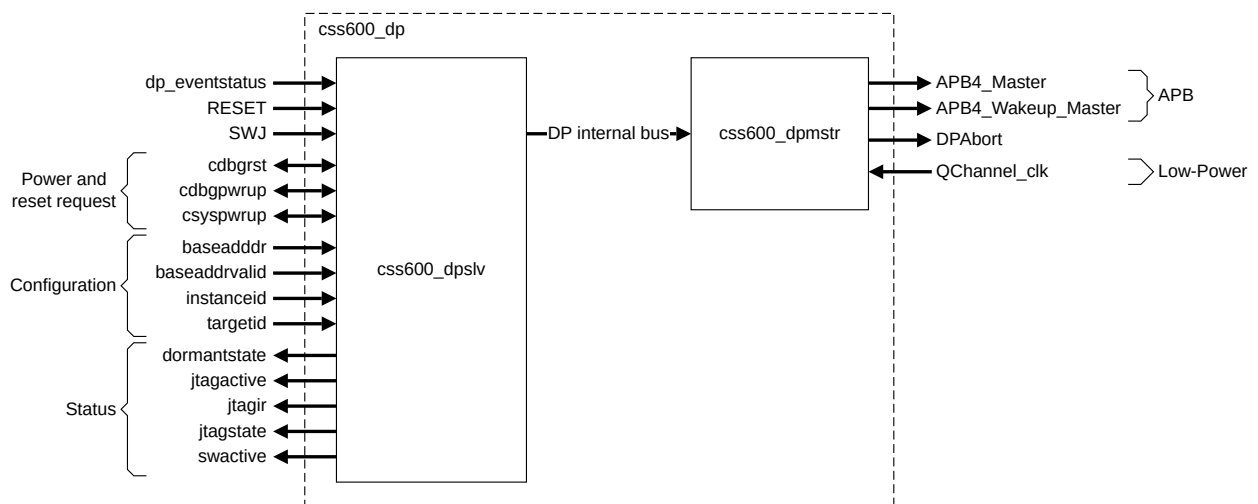 css600_dp
dp_eventstatus
RESET
SWJ
cdbgrst
cdbgpwrup
csyspwrup
Power and
reset request
baseadddr
baseaddrvalid
instanceid
targetid
Configuration
dormantstate
jtagactive
jtagir
jtagstate
swactive
Status
css600_dpslv
DP internal bus
css600_dpmstr
APB4_Master
APB4_Wakeup_Master
APB
DPAbort
QChannel_clk
Low-Power